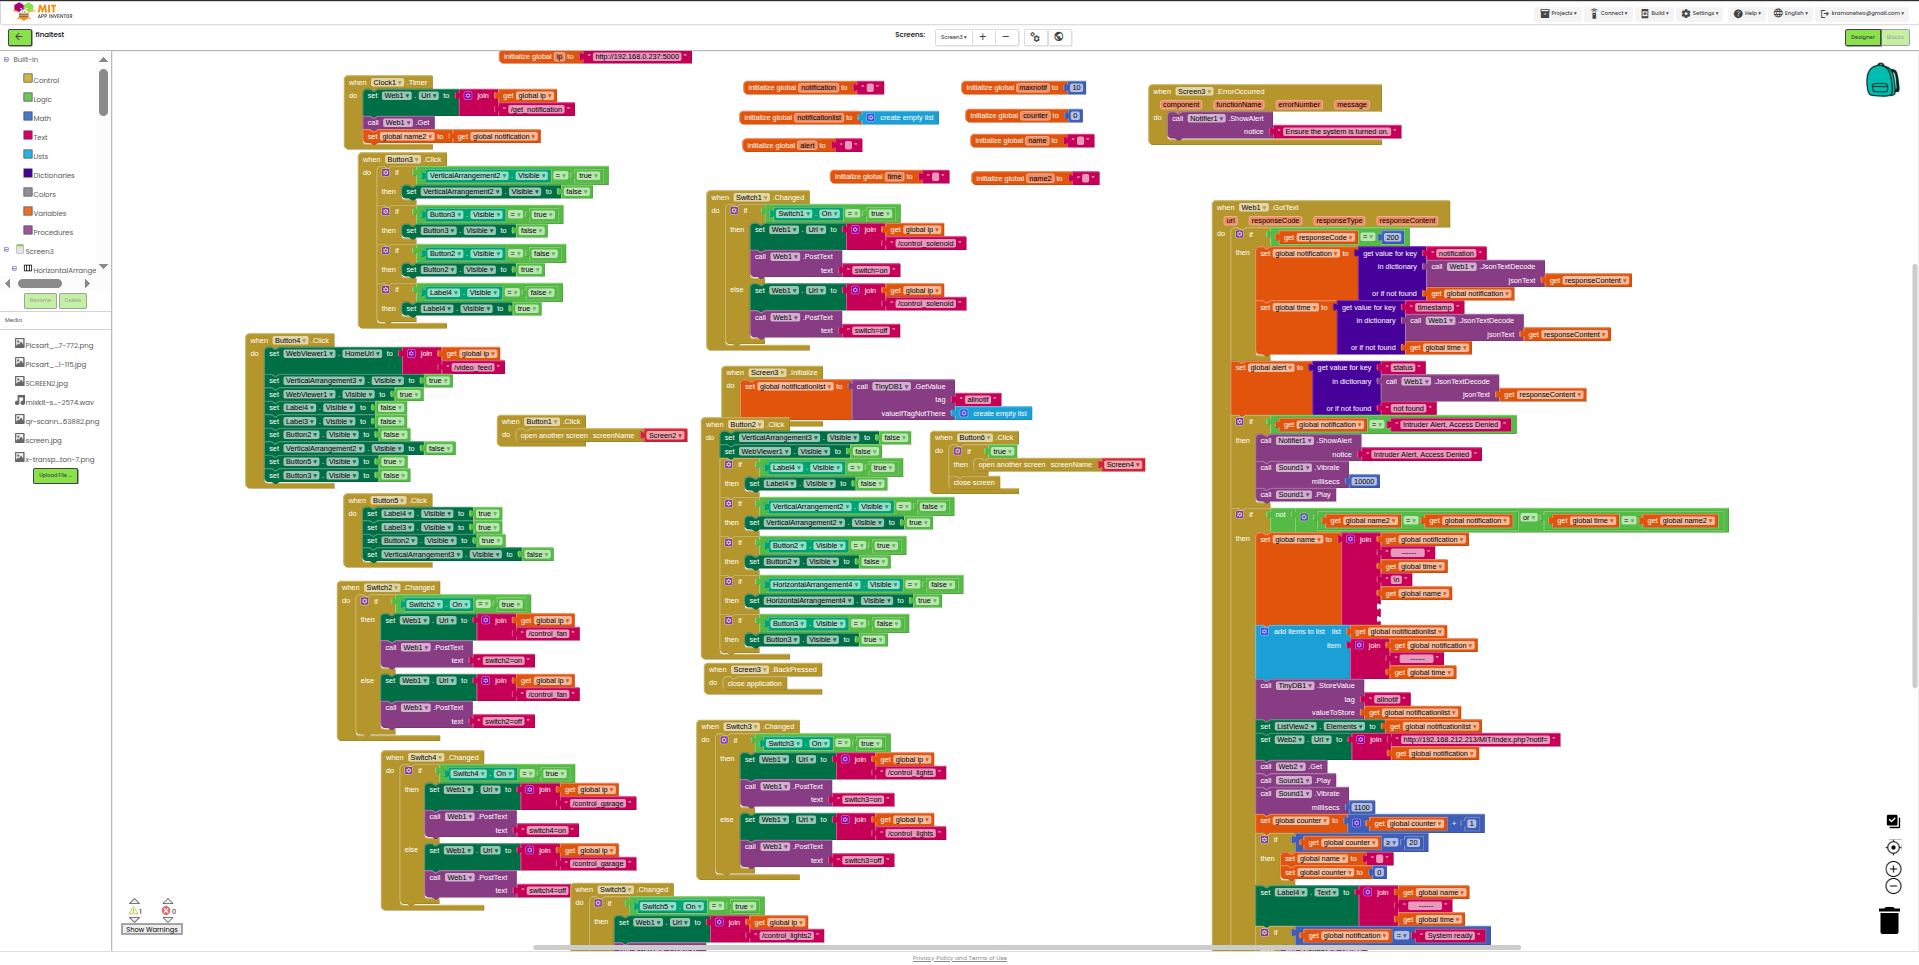 MIT
APP INVENTOR
Projects
Connect
Build
Settings
Help
English
kramonetwo@gmail.com
finaltest
Screens:
Screen3
Designer
Blocks
Built-in
Control
Logic
Math
Text
Lists
Dictionaries
Colors
Variables
Procedures
Screen3
HorizontalArrange
Rename
Delete
Media
Picsart_...7-772.png
Picsart_...1-115.jpg
SCREEN2.jpg
mixkit-s...-2574.wav
qr-scann...63882.png
screen.jpg
x-transp...ton-7.png
Upload File ...
1
0
Show Warnings
initialize global ip to "http://192.168.0.237:5000"
when Clock1 .Timer
do set Web1 . Url to join get global ip
"/get_notification"
call Web1 .Get
set global name2 to get global notification
when Button3 .Click
do if VerticalArrangement2 . Visible = true
then set VerticalArrangement2 . Visible to false
if Button3 . Visible = true
then set Button3 . Visible to false
if Button2 . Visible = false
then set Button2 . Visible to true
if Label4 . Visible = false
then set Label4 . Visible to true
when Button4 .Click
do set WebViewer1 . HomeUrl to join get global ip
"/video_feed"
set VerticalArrangement3 . Visible to true
set WebViewer1 . Visible to true
set Label4 . Visible to false
set Label3 . Visible to false
set Button2 . Visible to false
set VerticalArrangement2 . Visible to false
set Button5 . Visible to true
set Button3 . Visible to false
when Button1 .Click
do open another screen screenName Screen2
when Button5 .Click
do set Label4 . Visible to true
set Label3 . Visible to true
set Button2 . Visible to true
set VerticalArrangement3 . Visible to false
when Switch2 .Changed
do if Switch2 . On = true
then set Web1 . Url to join get global ip
"/control_fan"
call Web1 .PostText
text "switch2=on"
else set Web1 . Url to join get global ip
"/control_fan"
call Web1 .PostText
text "switch2=off"
when Switch4 .Changed
do if Switch4 . On = true
then set Web1 . Url to join get global ip
"/control_garage"
call Web1 .PostText
text "switch4=on"
else set Web1 . Url to join get global ip
"/control_garage"
call Web1 .PostText
text "switch4=off"
when Switch5 .Changed
do if Switch5 . On = true
then set Web1 . Url to join get global ip
"/control_lights2"
initialize global notification to " "
initialize global maxnotif to 10
initialize global notificationlist to create empty list
initialize global counter to 0
initialize global alert to " "
initialize global name to " "
initialize global time to " "
initialize global name2 to " "
when Switch1 .Changed
do if Switch1 . On = true
then set Web1 . Url to join get global ip
"/control_solenoid"
call Web1 .PostText
text "switch=on"
else set Web1 . Url to join get global ip
"/control_solenoid"
call Web1 .PostText
text "switch=off"
when Screen3 .Initialize
do set global notificationlist to call TinyDB1 .GetValue
tag "allnotif"
valueIfTagNotThere create empty list
when Button2 .Click
do set VerticalArrangement3 . Visible to false
set WebViewer1 . Visible to false
if Label4 . Visible = true
then set Label4 . Visible to false
if VerticalArrangement2 . Visible = false
then set VerticalArrangement2 . Visible to true
if Button2 . Visible = true
then set Button2 . Visible to false
if HorizontalArrangement4 . Visible = false
then set HorizontalArrangement4 . Visible to true
if Button3 . Visible = false
then set Button3 . Visible to true
when Button6 .Click
do if true
then open another screen screenName Screen4
close screen
when Screen3 .BackPressed
do close application
when Switch3 .Changed
do if Switch3 . On = true
then set Web1 . Url to join get global ip
"/control_lights"
call Web1 .PostText
text "switch3=on"
else set Web1 . Url to join get global ip
"/control_lights"
call Web1 .PostText
text "switch3=off"
when Screen3 .ErrorOccurred
component functionName errorNumber message
do call Notifier1 .ShowAlert
notice "Ensure the system is turned on."
when Web1 .GotText
url responseCode responseType responseContent
do if get responseCode = 200
then set global notification to get value for key "notification"
in dictionary call Web1 .JsonTextDecode
jsonText get responseContent
or if not found get global notification
set global time to get value for key "timestamp"
in dictionary call Web1 .JsonTextDecode
jsonText get responseContent
or if not found get global time
set global alert to get value for key "status"
in dictionary call Web1 .JsonTextDecode
jsonText get responseContent
or if not found "not found"
if get global notification = "Intruder Alert, Access Denied"
then call Notifier1 .ShowAlert
notice "Intruder Alert, Access Denied"
call Sound1 .Vibrate
millisecs 10000
call Sound1 .Play
if not get global name2 = get global notification or get global time = get global name2
then set global name to join get global notification
"------"
get global time
"\n"
get global name
add items to list list get global notificationlist
item join get global notification
"------"
get global time
call TinyDB1 .StoreValue
tag "allnotif"
valueToStore get global notificationlist
set ListView2 . Elements to get global notificationlist
set Web2 . Url to join "http://192.168.212.213/MIT/index.php?notif="
get global notification
call Web2 .Get
call Sound1 .Play
call Sound1 .Vibrate
millisecs 1100
set global counter to get global counter + 1
if get global counter ≥ 20
then set global name to " "
set global counter to 0
set Label4 . Text to join get global name
"------"
get global time
if get global notification = "System ready"
Privacy Policy and Terms of Use